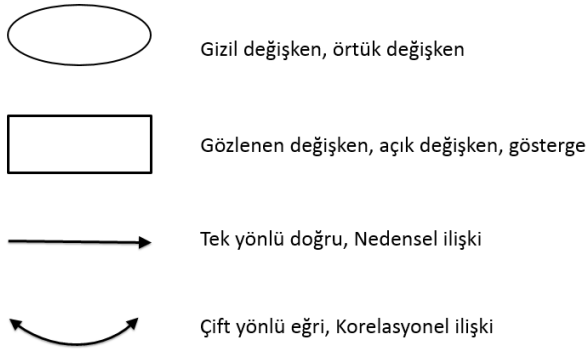 Gizil değişken, örtük değişken
Gözlenen değişken, açık değişken, gösterge
Tek yönlü doğru, Nedensel ilişki
Çift yönlü eğri, Korelasyonel ilişki